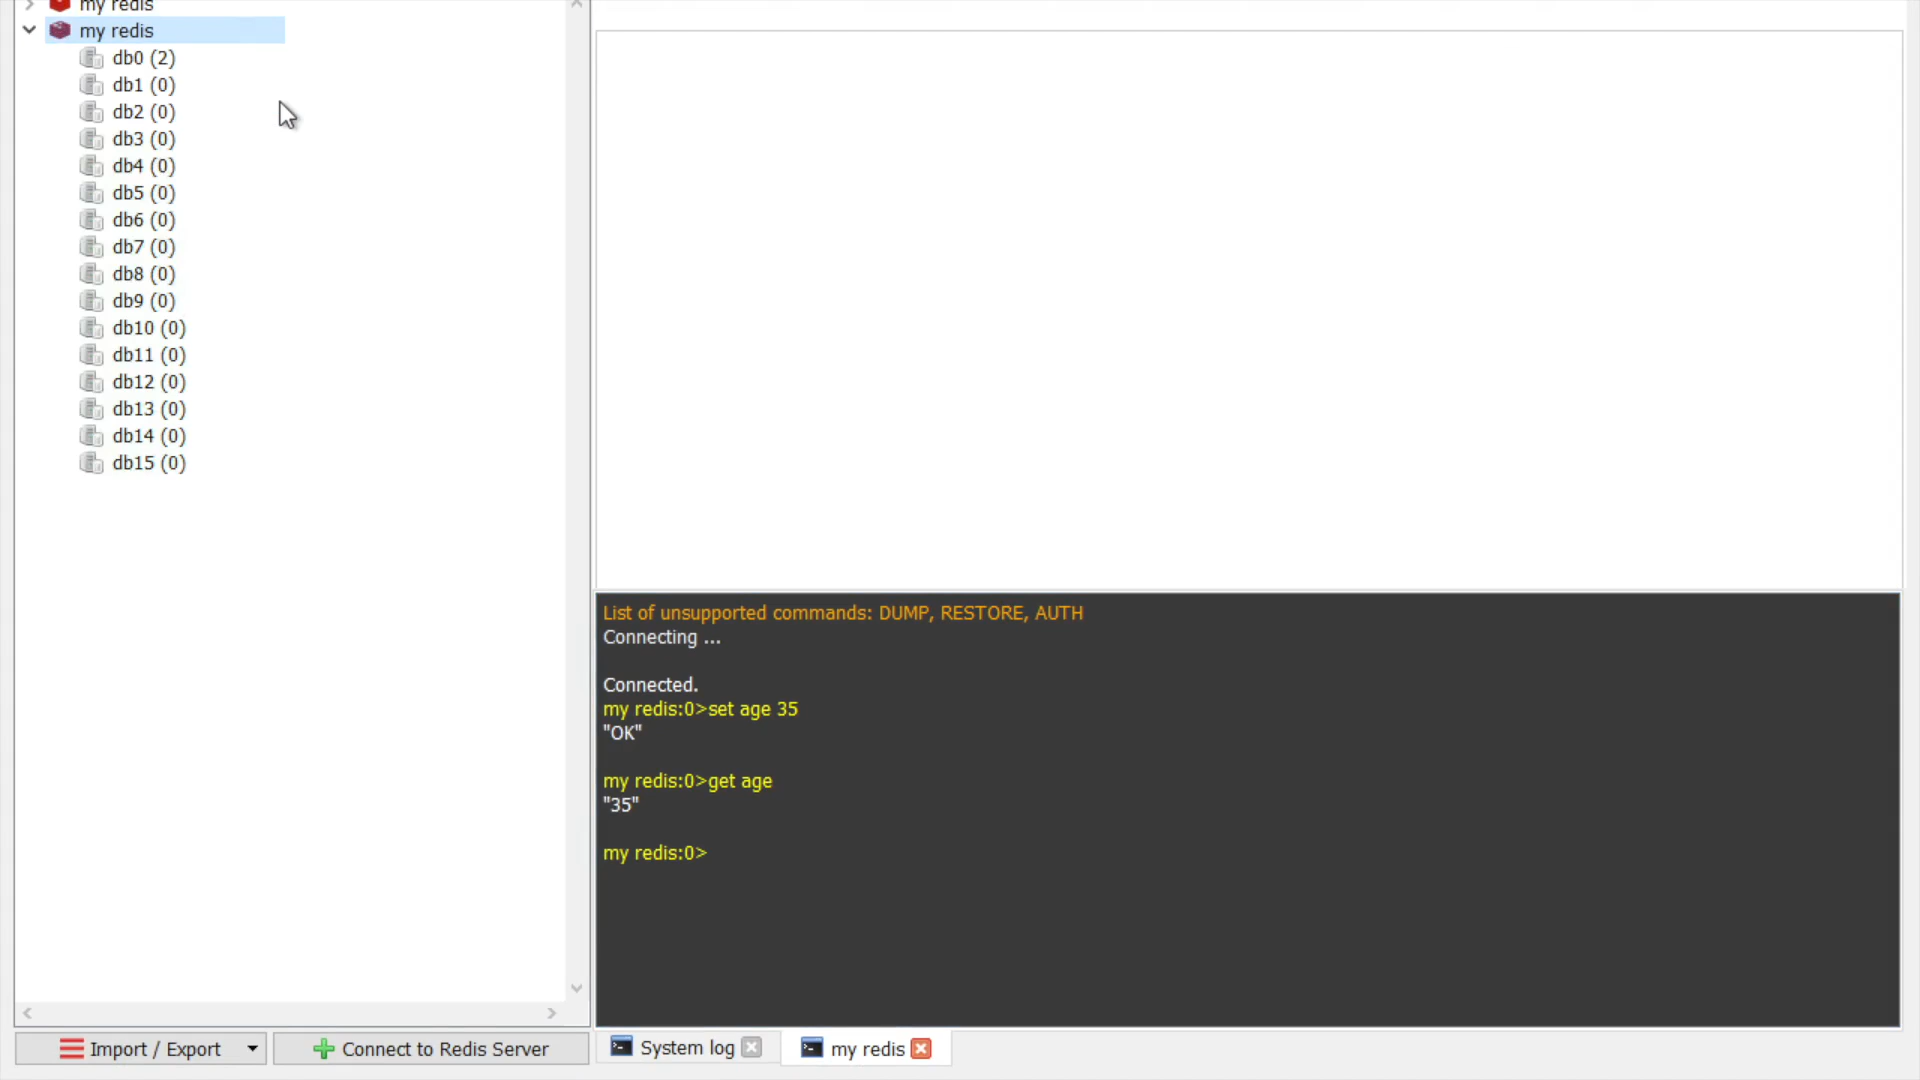 my redis
my redis
db0 (2)
db1 (0)
db2 (0)
db3 (0)
db4 (0)
db5 (0)
db6 (0)
db7 (0)
db8 (0)
db9 (0)
db10 (0)
db11 (0)
db12 (0)
db13 (0)
db14 (0)
db15 (0)
Import / Export
Connect to Redis Server
List of unsupported commands: DUMP, RESTORE, AUTH
Connecting ...
Connected.
my redis:0>set age 35
"OK"
my redis:0>get age
"35"
my redis:0>
System log
my redis